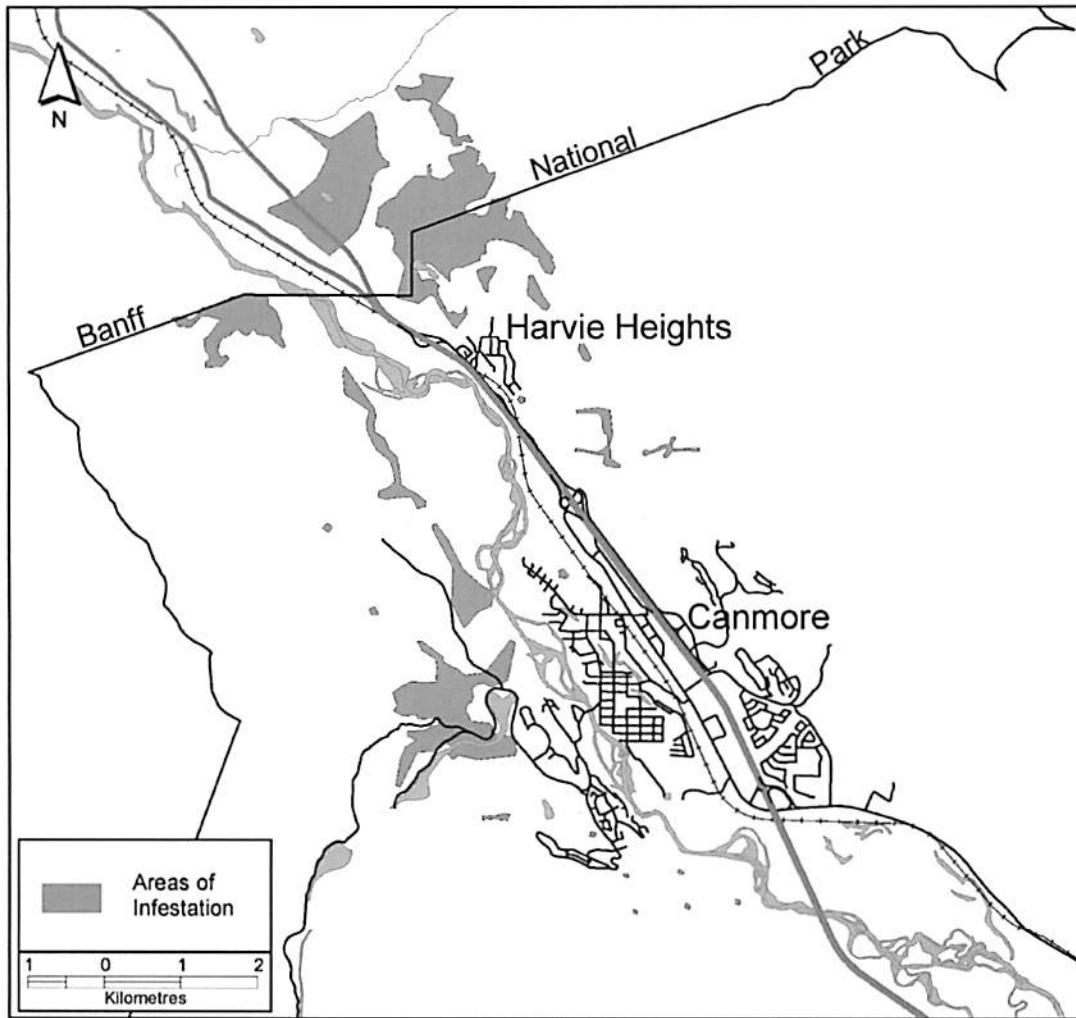 Park
National
N
Banff
Harvie Heights
Canmore
Areas of
Infestation
1 0 1 2
Kilometres